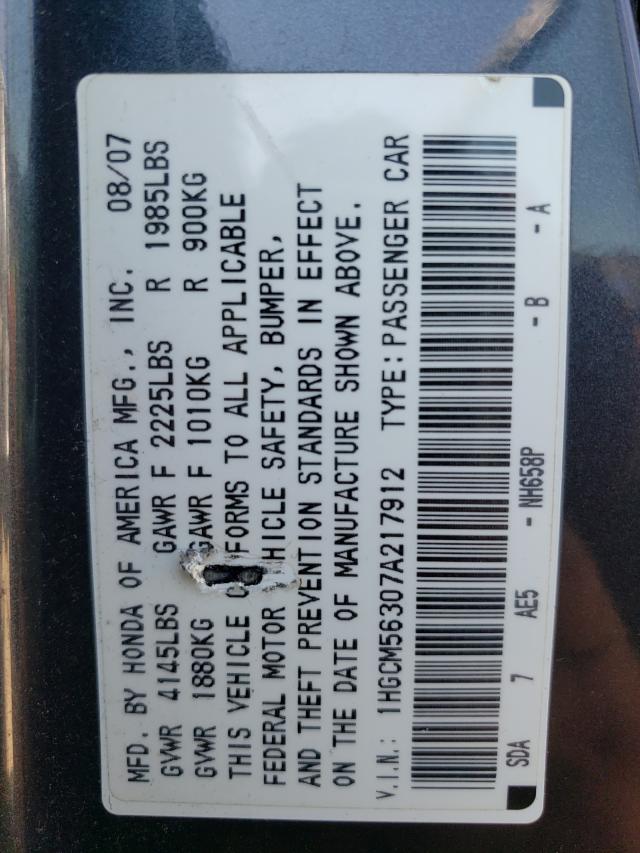 MFD. BY HONDA OF AMERICA MFG., INC. 08/07
GVWR 4145LBS GAWR F 2225LBS R 1985LBS
GVWR 1880KG GAWR F 1010KG R 900KG
THIS VEHICLE C FORMS TO ALL APPLICABLE
FEDERAL MOTOR HICLE SAFETY, BUMPER,
AND THEFT PREVENTION STANDARDS IN EFFECT
ON THE DATE OF MANUFACTURE SHOWN ABOVE.
V.I.N.: 1HGCM56307A217912 TYPE: PASSENGER CAR
SDA 7 AE5 - NH658P - B - A